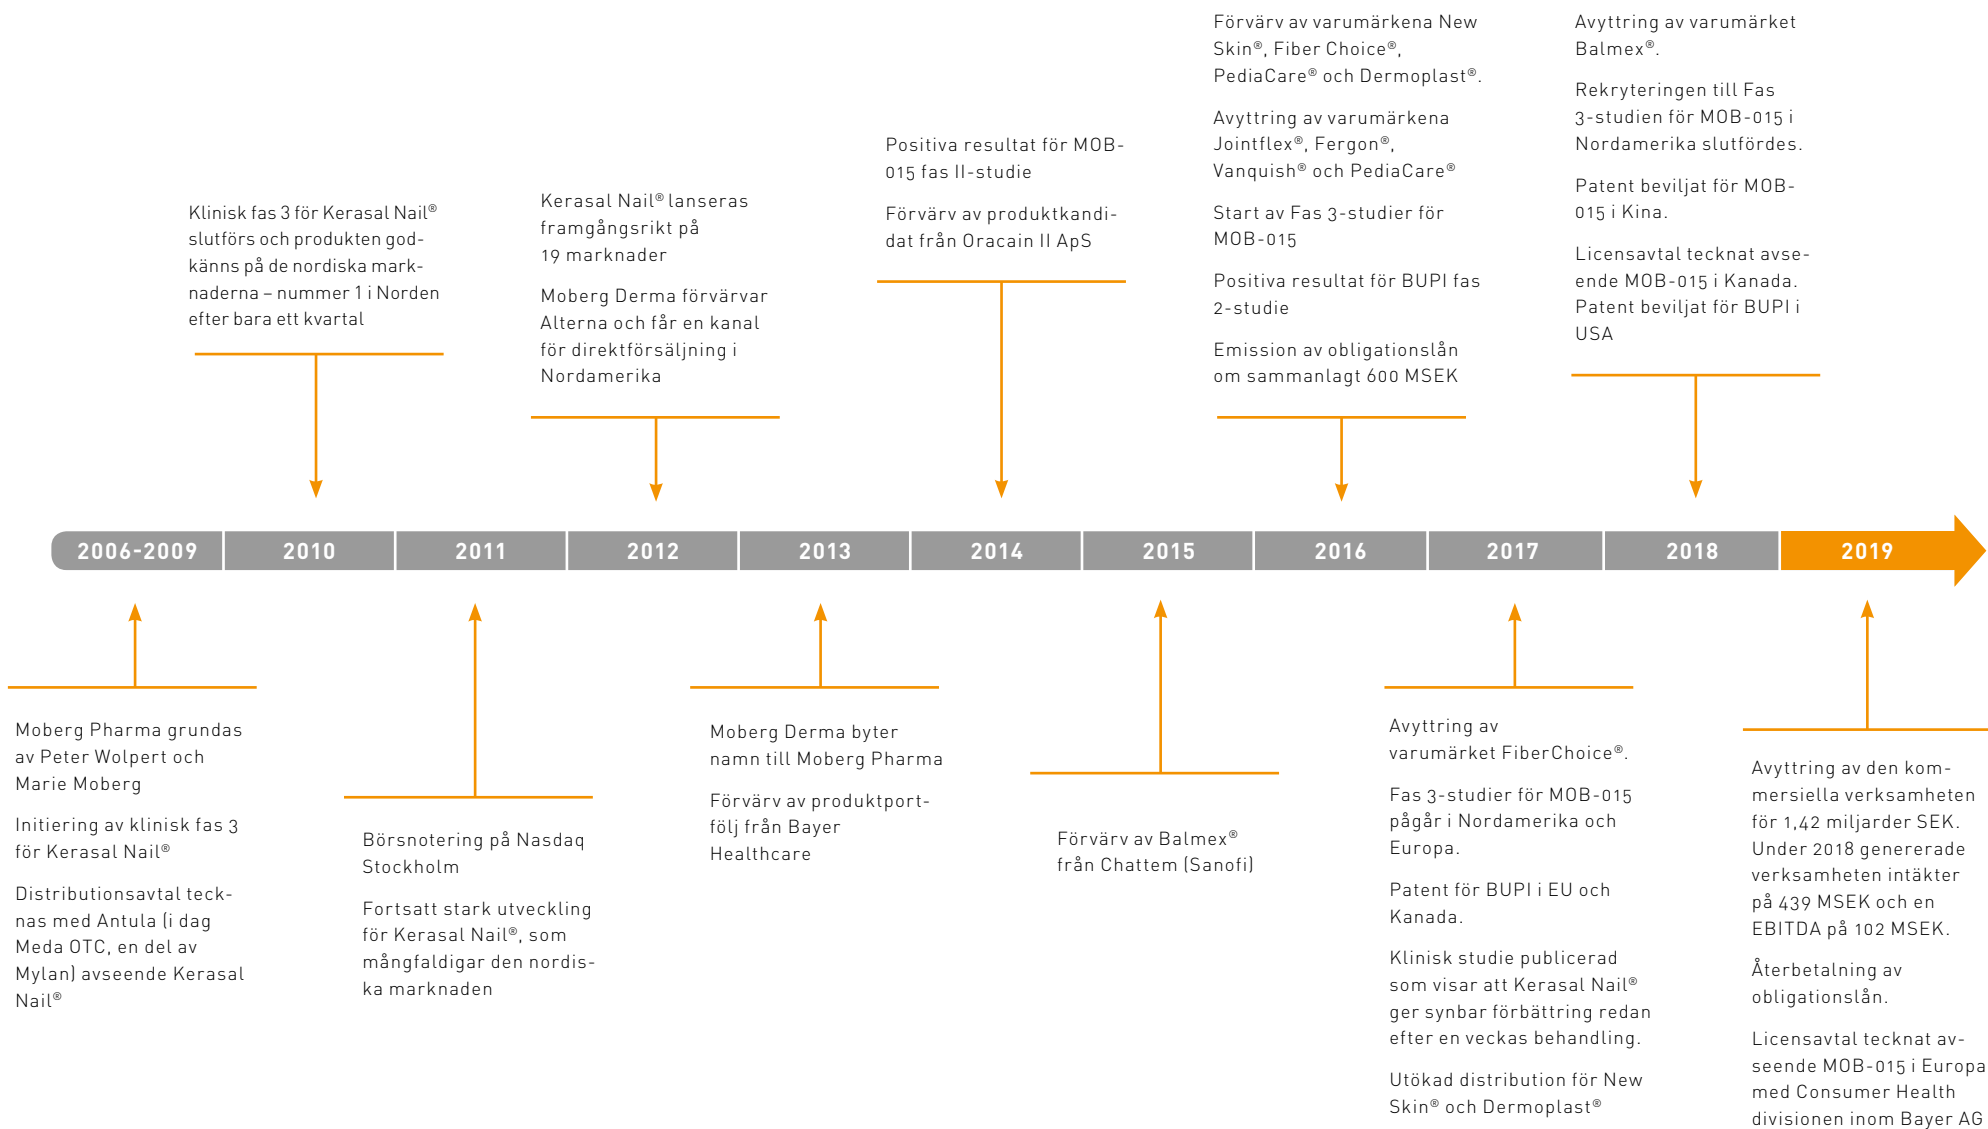 Klinisk fas 3 för Kerasal Nail®
slutförs och produkten god-
känns på de nordiska mark-
naderna – nummer 1 i Norden
efter bara ett kvartal
Kerasal Nail® lanseras
framgångsrikt på
19 marknader
Moberg Derma förvärvar
Alterna och får en kanal
för direktförsäljning i
Nordamerika
Positiva resultat för MOB-
015 fas II-studie
Förvärv av produktkandi-
dat från Oracain II ApS
Förvärv av varumärkena New
Skin®, Fiber Choice®,
PediaCare® och Dermoplast®.
Avyttring av varumärkena
Jointflex®, Fergon®,
Vanquish® och PediaCare®
Start av Fas 3-studier för
MOB-015
Positiva resultat för BUPI fas
2-studie
Emission av obligationslån
om sammanlagt 600 MSEK
Avyttring av varumärket
Balmex®.
Rekryteringen till Fas
3-studien för MOB-015 i
Nordamerika slutfördes.
Patent beviljat för MOB-
015 i Kina.
Licensavtal tecknat avse-
ende MOB-015 i Kanada.
Patent beviljat för BUPI i
USA
2006-2009
2010
2011
2012
2013
2014
2015
2016
2017
2018
2019
Moberg Pharma grundas
av Peter Wolpert och
Marie Moberg
Initiering av klinisk fas 3
för Kerasal Nail®
Distributionsavtal teck-
nas med Antula (i dag
Meda OTC, en del av
Mylan) avseende Kerasal
Nail®
Börsnotering på Nasdaq
Stockholm
Fortsatt stark utveckling
för Kerasal Nail®, som
mångfaldigar den nordis-
ka marknaden
Moberg Derma byter
namn till Moberg Pharma
Förvärv av produktport-
följ från Bayer
Healthcare
Förvärv av Balmex®
från Chattem (Sanofi)
Avyttring av
varumärket FiberChoice®.
Fas 3-studier för MOB-015
pågår i Nordamerika och
Europa.
Patent för BUPI i EU och
Kanada.
Klinisk studie publicerad
som visar att Kerasal Nail®
ger synbar förbättring redan
efter en veckas behandling.
Utökad distribution för New
Skin® och Dermoplast®
Avyttring av den kom-
mersiella verksamheten
för 1,42 miljarder SEK.
Under 2018 genererade
verksamheten intäkter
på 439 MSEK och en
EBITDA på 102 MSEK.
Återbetalning av
obligationslån.
Licensavtal tecknat av-
seende MOB-015 i Europa
med Consumer Health
divisionen inom Bayer AG